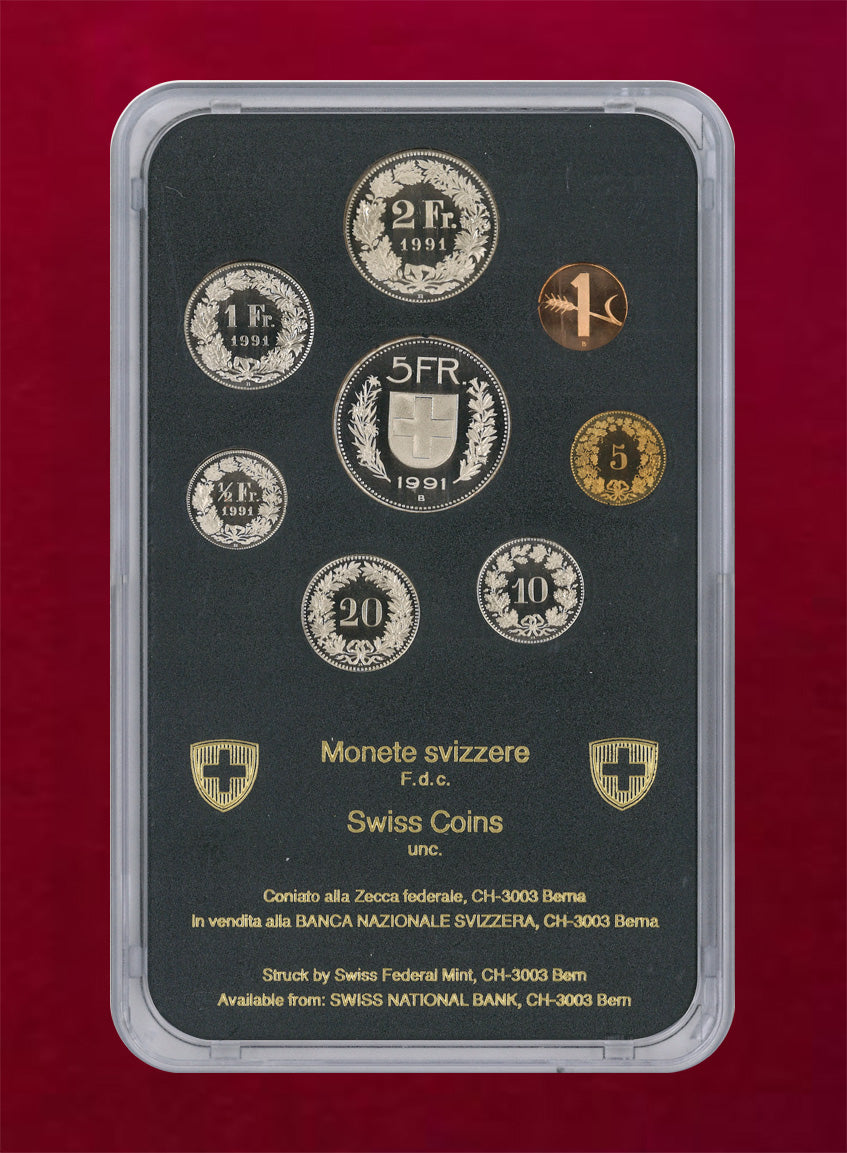 2 Fr.
1991
B
1 Fr.
1991
B
1
B
5 FR.
1991
B
5
½ Fr.
1991
B
20
10
Monete svizzere
F.d.c.
Swiss Coins
unc.
Coniato alla Zecca federale, CH-3003 Berna
In vendita alla BANCA NAZIONALE SVIZZERA, CH-3003 Berna
Struck by Swiss Federal Mint, CH-3003 Bern
Available from: SWISS NATIONAL BANK, CH-3003 Bern